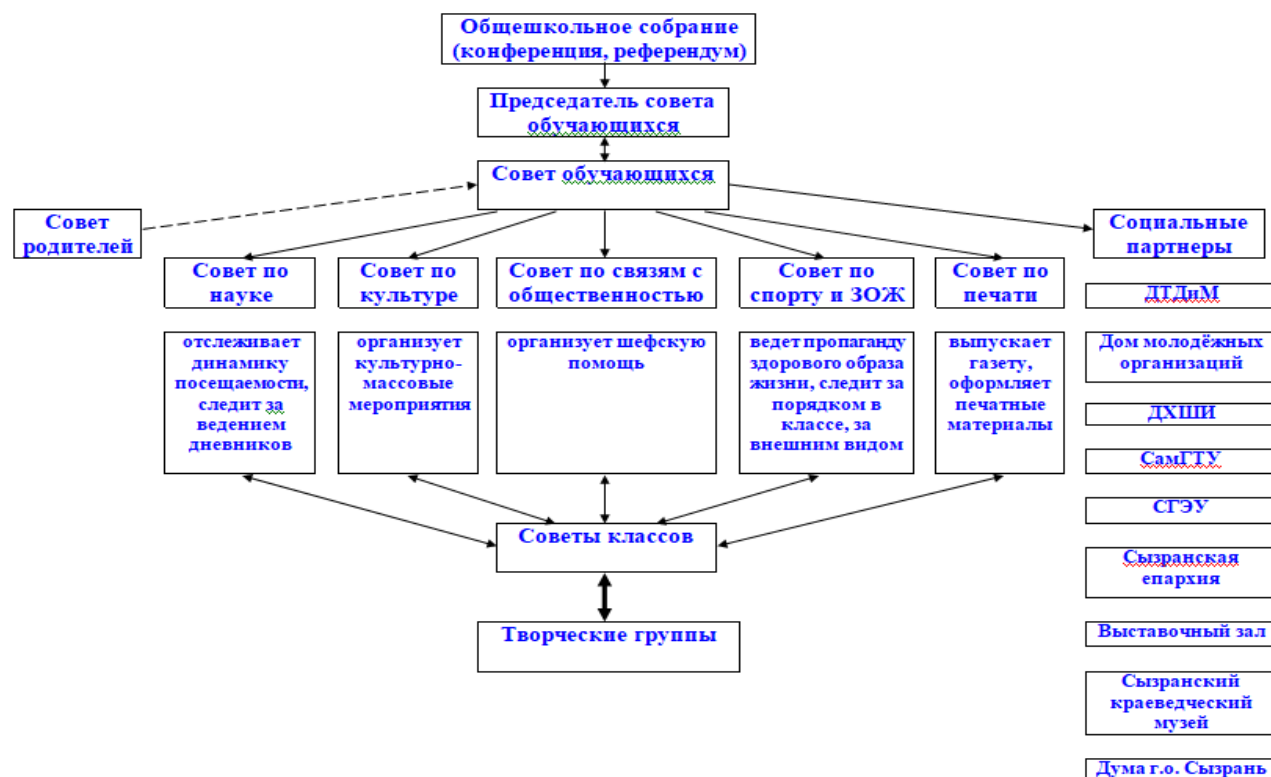 Общешкольное собрание
(конференция, референдум)
Председатель совета
обучающихся
Совет обучающихся
Совет
родителей
Социальные
партнеры
Совет по
науке
Совет по
культуре
Совет по связям с
общественностью
Совет по
спорту и ЗОЖ
Совет по
печати
отслеживает
динамику
посещаемости,
следит за
ведением
дневников
организует
культурно-
массовые
мероприятия
организует шефскую
помощь
ведет пропаганду
здорового образа
жизни, следит за
порядком в
классе, за
внешним видом
выпускает
газету,
оформляет
печатные
материалы
ДТДиМ
Дом молодёжных
организаций
ДХШИ
СамГТУ
СГЭУ
Сызранская
епархия
Выставочный зал
Сызранский
краеведческий
музей
Дума г.о. Сызрань
Советы классов
Творческие группы